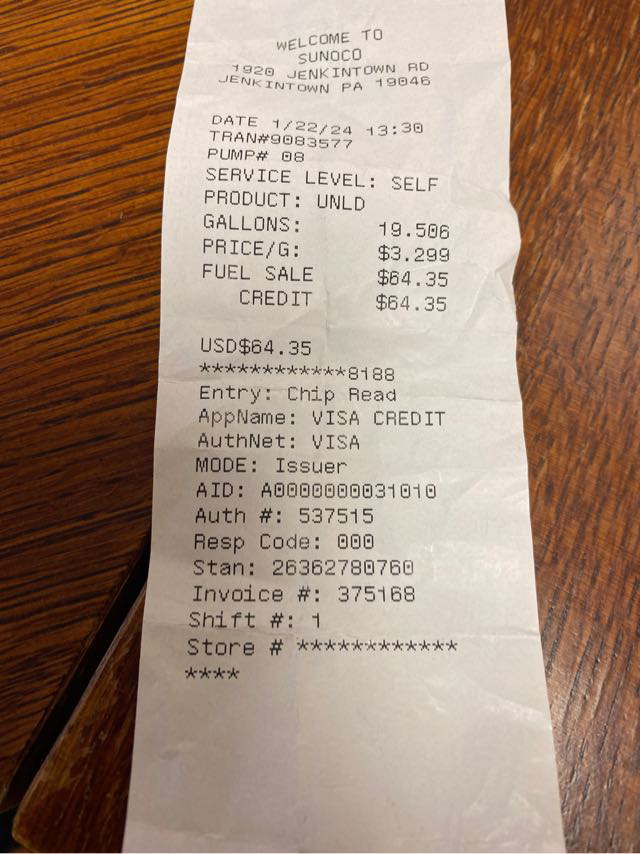 WELCOME TO
SUNOCO
1920 JENKINTOWN RD
JENKINTOWN PA 19046
DATE 1/22/24 13:30
TRAN#9083577
PUMP# 08
SERVICE LEVEL: SELF
PRODUCT: UNLD
GALLONS: 19.506
PRICE/G: $3.299
FUEL SALE $64.35
CREDIT $64.35
USD$64.35
************8188
Entry: Chip Read
AppName: VISA CREDIT
AuthNet: VISA
MODE: Issuer
AID: A0000000031010
Auth #: 537515
Resp Code: 000
Stan: 26362780760
Invoice #: 375168
Shift #: 1
Store # ************
****